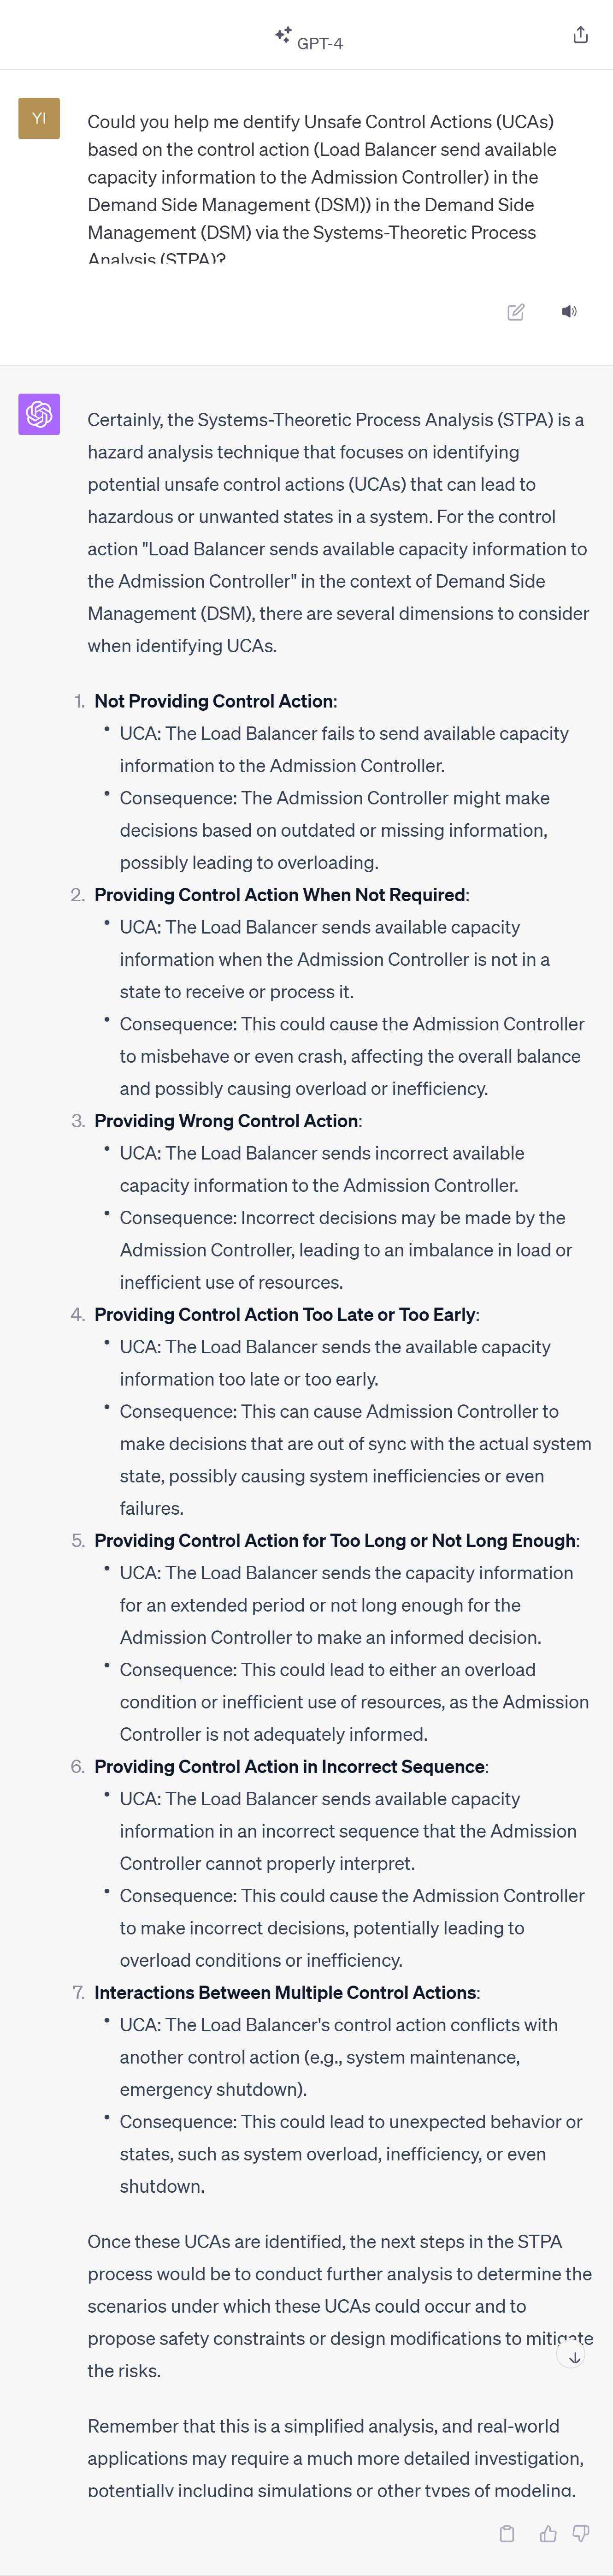 GPT-4
YI
Could you help me dentify Unsafe Control Actions (UCAs)
based on the control action (Load Balancer send available
capacity information to the Admission Controller) in the
Demand Side Management (DSM)) in the Demand Side
Management (DSM) via the Systems-Theoretic Process
Analysis (STPA)?
Certainly, the Systems-Theoretic Process Analysis (STPA) is a
hazard analysis technique that focuses on identifying
potential unsafe control actions (UCAs) that can lead to
hazardous or unwanted states in a system. For the control
action "Load Balancer sends available capacity information to
the Admission Controller" in the context of Demand Side
Management (DSM), there are several dimensions to consider
when identifying UCAs.
1. Not Providing Control Action:
• UCA: The Load Balancer fails to send available capacity
information to the Admission Controller.
• Consequence: The Admission Controller might make
decisions based on outdated or missing information,
possibly leading to overloading.
2. Providing Control Action When Not Required:
• UCA: The Load Balancer sends available capacity
information when the Admission Controller is not in a
state to receive or process it.
• Consequence: This could cause the Admission Controller
to misbehave or even crash, affecting the overall balance
and possibly causing overload or inefficiency.
3. Providing Wrong Control Action:
• UCA: The Load Balancer sends incorrect available
capacity information to the Admission Controller.
• Consequence: Incorrect decisions may be made by the
Admission Controller, leading to an imbalance in load or
inefficient use of resources.
4. Providing Control Action Too Late or Too Early:
• UCA: The Load Balancer sends the available capacity
information too late or too early.
• Consequence: This can cause Admission Controller to
make decisions that are out of sync with the actual system
state, possibly causing system inefficiencies or even
failures.
5. Providing Control Action for Too Long or Not Long Enough:
• UCA: The Load Balancer sends the capacity information
for an extended period or not long enough for the
Admission Controller to make an informed decision.
• Consequence: This could lead to either an overload
condition or inefficient use of resources, as the Admission
Controller is not adequately informed.
6. Providing Control Action in Incorrect Sequence:
• UCA: The Load Balancer sends available capacity
information in an incorrect sequence that the Admission
Controller cannot properly interpret.
• Consequence: This could cause the Admission Controller
to make incorrect decisions, potentially leading to
overload conditions or inefficiency.
7. Interactions Between Multiple Control Actions:
• UCA: The Load Balancer's control action conflicts with
another control action (e.g., system maintenance,
emergency shutdown).
• Consequence: This could lead to unexpected behavior or
states, such as system overload, inefficiency, or even
shutdown.
Once these UCAs are identified, the next steps in the STPA
process would be to conduct further analysis to determine the
scenarios under which these UCAs could occur and to
propose safety constraints or design modifications to mitigate
the risks.
Remember that this is a simplified analysis, and real-world
applications may require a much more detailed investigation,
potentially including simulations or other types of modeling.